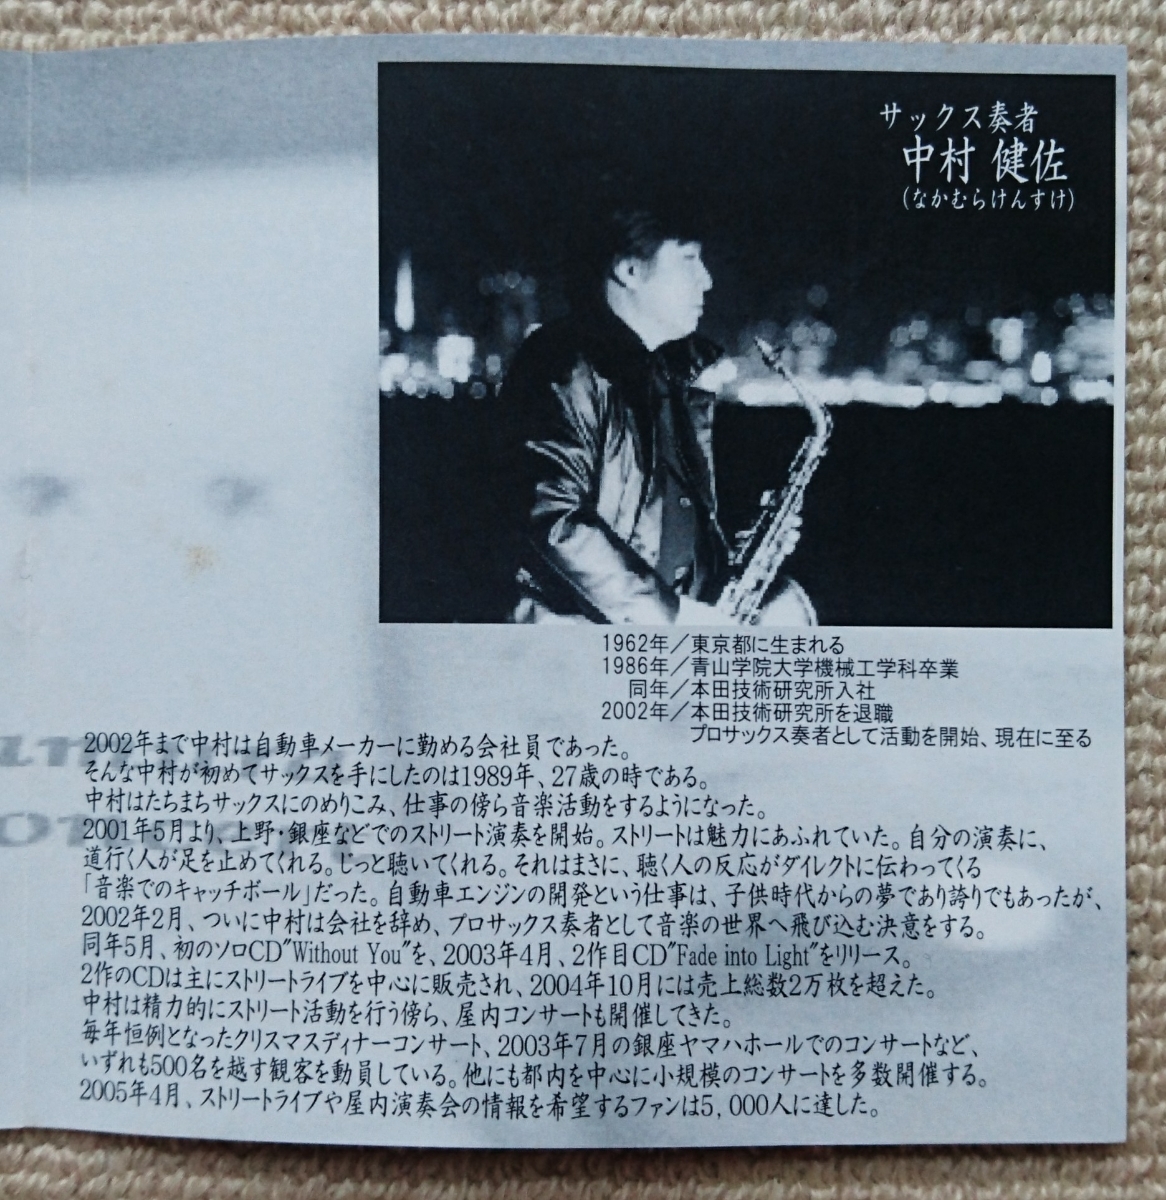 サックス奏者
中村 健佐
(なかむらけんすけ)
1962年／東京都に生まれる
1986年／青山学院大学機械工学科卒業
同年／本田技術研究所入社
2002年／本田技術研究所を退職
プロサックス奏者として活動を開始、現在に至る
2002年まで中村は自動車メーカーに勤める会社員であった。
そんな中村が初めてサックスを手にしたのは1989年、27歳の時である。
中村はたちまちサックスにのめりこみ、仕事の傍ら音楽活動をするようになった。
2001年5月より、上野・銀座などでのストリート演奏を開始。ストリートは魅力にあふれていた。自分の演奏に、
道行く人が足を止めてくれる。じっと聴いてくれる。それはまさに、聴く人の反応がダイレクトに伝わってくる
「音楽でのキャッチボール」だった。自動車エンジンの開発という仕事は、子供時代からの夢であり誇りでもあったが、
2002年2月、ついに中村は会社を辞め、プロサックス奏者として音楽の世界へ飛び込む決意をする。
同年5月、初のソロCD"Without You"を、2003年4月、2作目CD"Fade into Light"をリリース。
2作のCDは主にストリートライブを中心に販売され、2004年10月には売上総数2万枚を超えた。
中村は精力的にストリート活動を行う傍ら、屋内コンサートも開催してきた。
毎年恒例となったクリスマスディナーコンサート、2003年7月の銀座ヤマハホールでのコンサートなど、
いずれも500名を越す観客を動員している。他にも都内を中心に小規模のコンサートを多数開催する。
2005年4月、ストリートライブや屋内演奏会の情報を希望するファンは5,000人に達した。